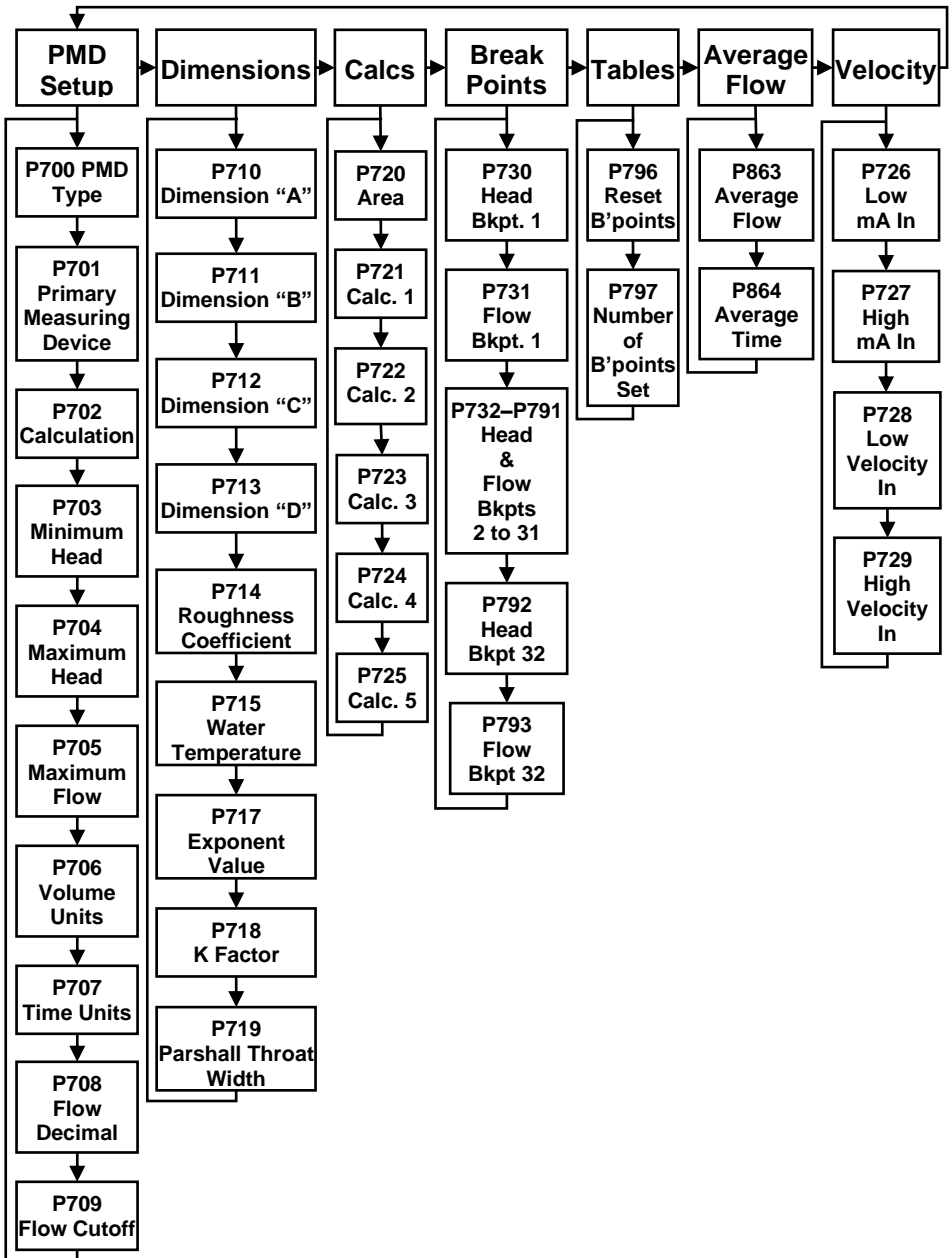 PMD
Setup
Dimensions
Calcs
Break
Points
Tables
Average
Flow
Velocity
P700 PMD
Type
P701
Primary
Measuring
Device
P702
Calculation
P703
Minimum
Head
P704
Maximum
Head
P705
Maximum
Flow
P706
Volume
Units
P707
Time Units
P708
Flow
Decimal
P709
Flow Cutoff
P710
Dimension “A”
P711
Dimension “B”
P712
Dimension “C”
P713
Dimension “D”
P714
Roughness
Coefficient
P715
Water
Temperature
P717
Exponent
Value
P718
K Factor
P719
Parshall Throat
Width
P720
Area
P721
Calc. 1
P722
Calc. 2
P723
Calc. 3
P724
Calc. 4
P725
Calc. 5
P730
Head
Bkpt. 1
P731
Flow
Bkpt. 1
P732–P791
Head
&
Flow
Bkpts
2 to 31
P792
Head
Bkpt 32
P793
Flow
Bkpt 32
P796
Reset
B’points
P797
Number
of
B’points
Set
P863
Average
Flow
P864
Average
Time
P726
Low
mA In
P727
High
mA In
P728
Low
Velocity
In
P729
High
Velocity
In